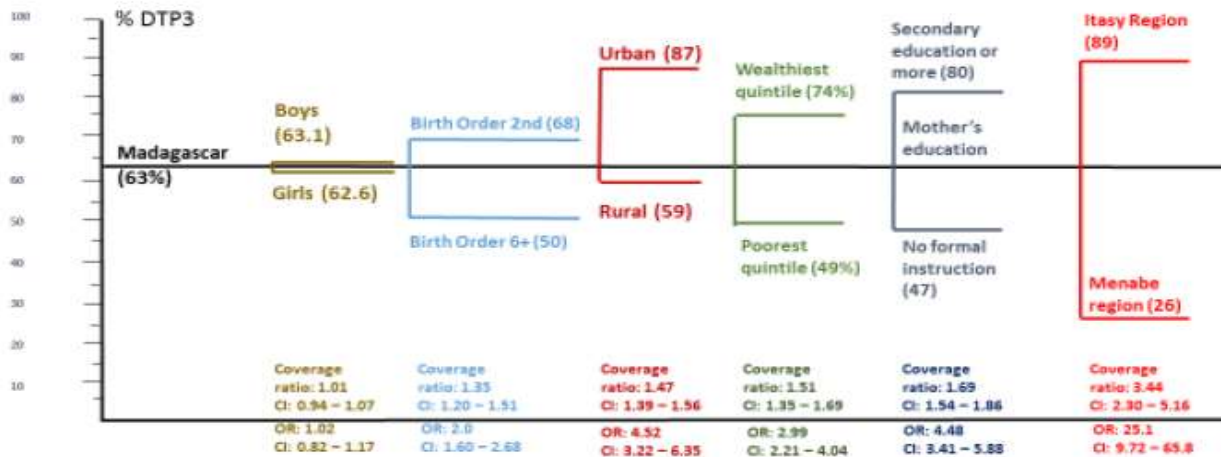 % DTP3
100
90
80
70
60
50
40
30
20
10
Madagascar
(63%)
Boys
(63.1)
Girls (62.6)
Birth Order 2nd (68)
Birth Order 6+ (50)
Urban (87)
Rural (59)
Wealthiest
quintile (74%)
Poorest
quintile (49%)
Secondary
education or
more (80)
Mother's
education
No formal
instruction
(47)
Itasy Region
(89)
Menabe
region (26)
Coverage
ratio: 1.01
CI: 0.94 – 1.07
OR: 1.02
CI: 0.82 – 1.17
Coverage
ratio: 1.35
CI: 1.20 – 1.51
OR: 2.0
CI: 1.60 – 2.68
Coverage
ratio: 1.47
CI: 1.39 – 1.56
OR: 4.52
CI: 3.22 – 6.35
Coverage
ratio: 1.51
CI: 1.35 – 1.69
OR: 2.99
CI: 2.21 – 4.04
Coverage
ratio: 1.69
CI: 1.54 – 1.86
OR: 4.48
CI: 3.41 – 5.88
Coverage
ratio: 3.44
CI: 2.30 – 5.16
OR: 25.1
CI: 9.72 – 65.8